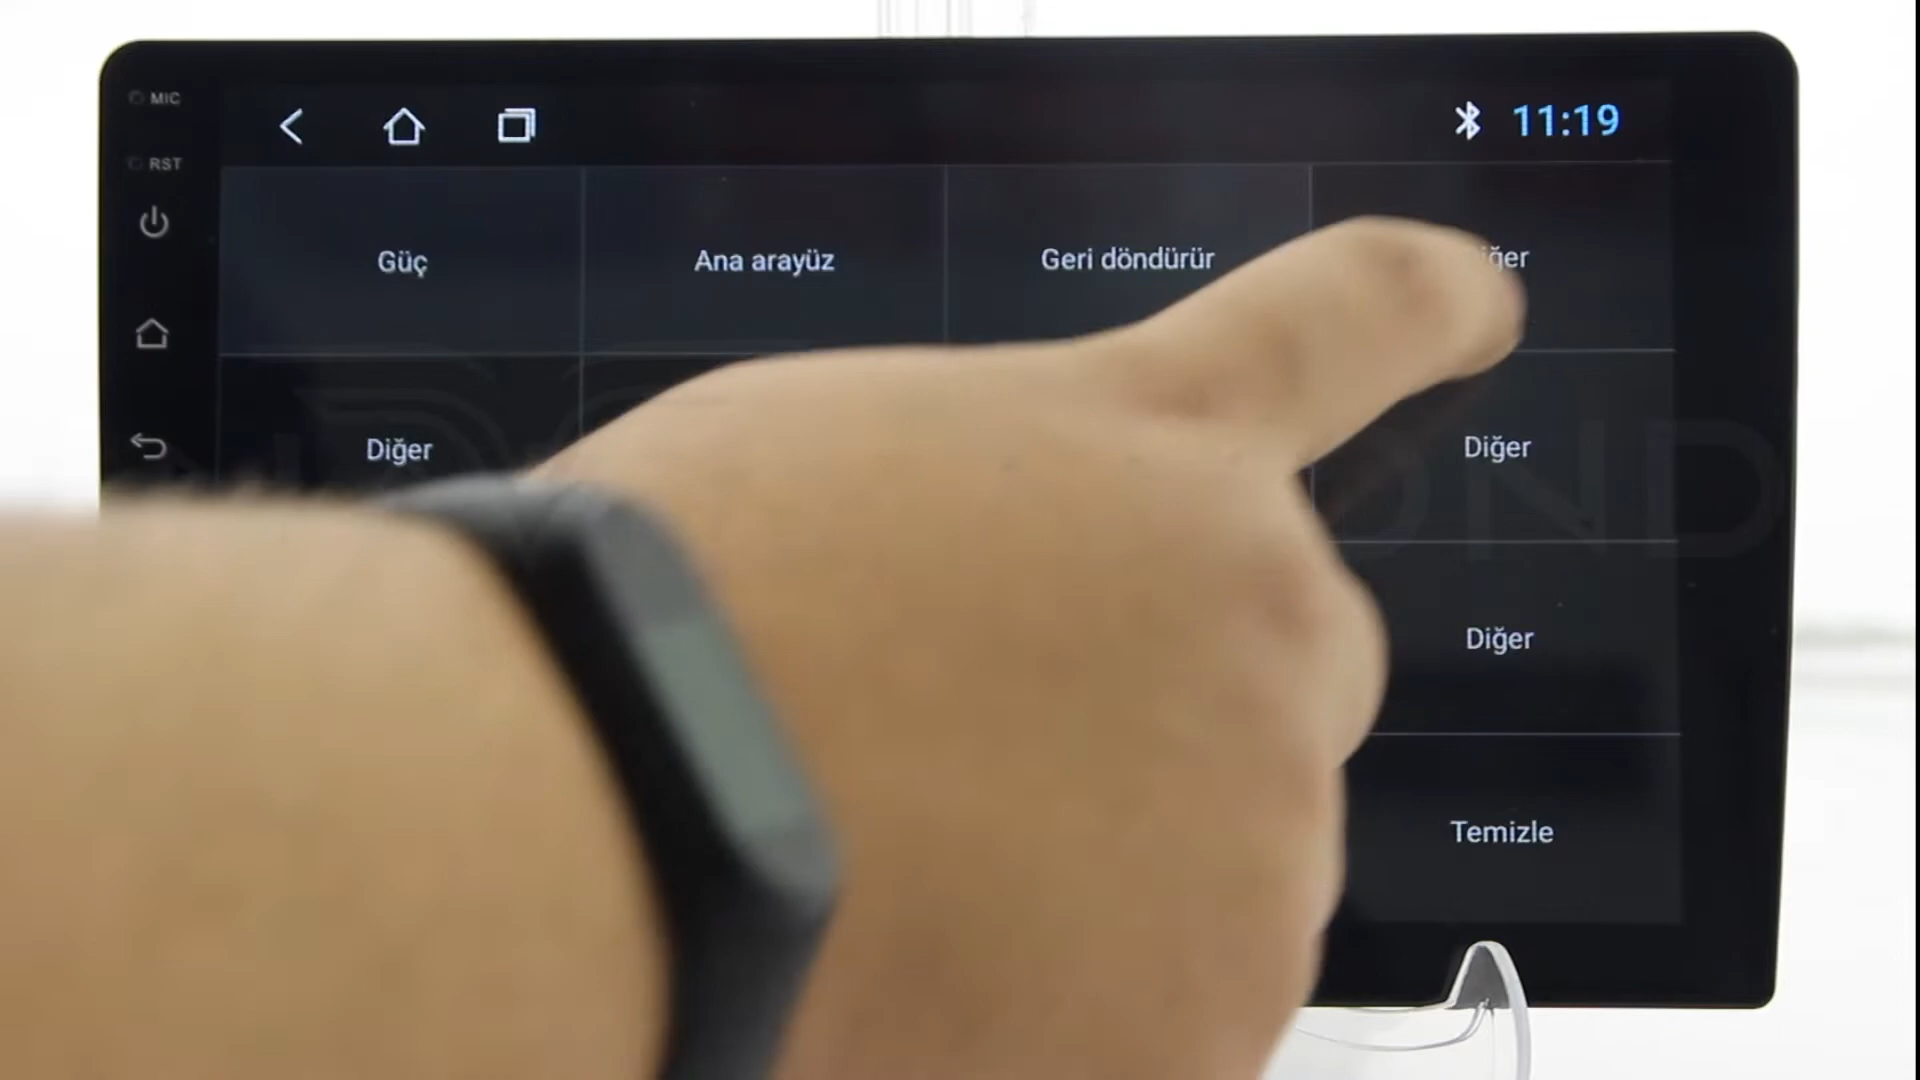 MIC
RST
11:19
Güç
Ana arayüz
Geri döndürür
Diğer
Diğer
Diğer
Temizle